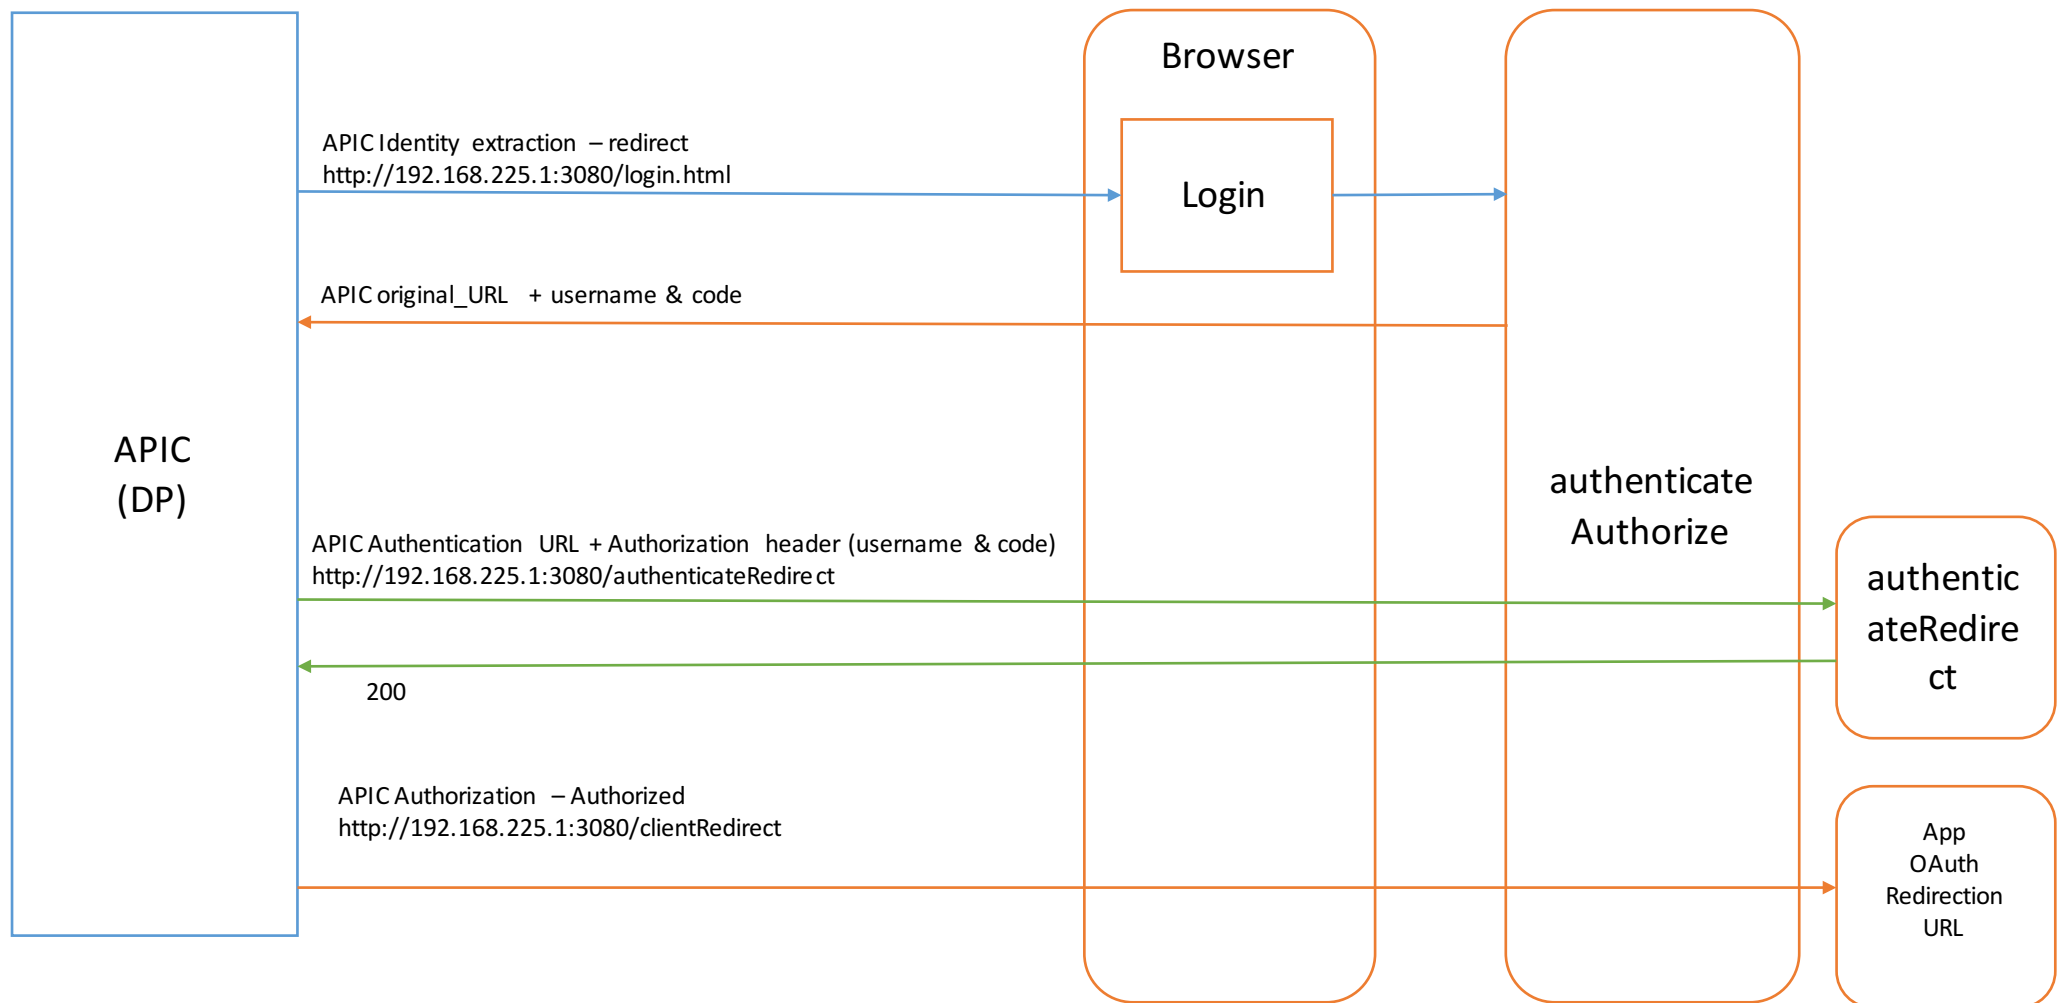 Browser
APIC Identity extraction – redirect
http://192.168.225.1:3080/login.html
Login
APIC original_URL + username & code
APIC
(DP)
authenticate
Authorize
APIC Authentication URL + Authorization header (username & code)
http://192.168.225.1:3080/authenticateRedirect
authentic
ateRedire
ct
200
APIC Authorization – Authorized
http://192.168.225.1:3080/clientRedirect
App
OAuth
Redirection
URL